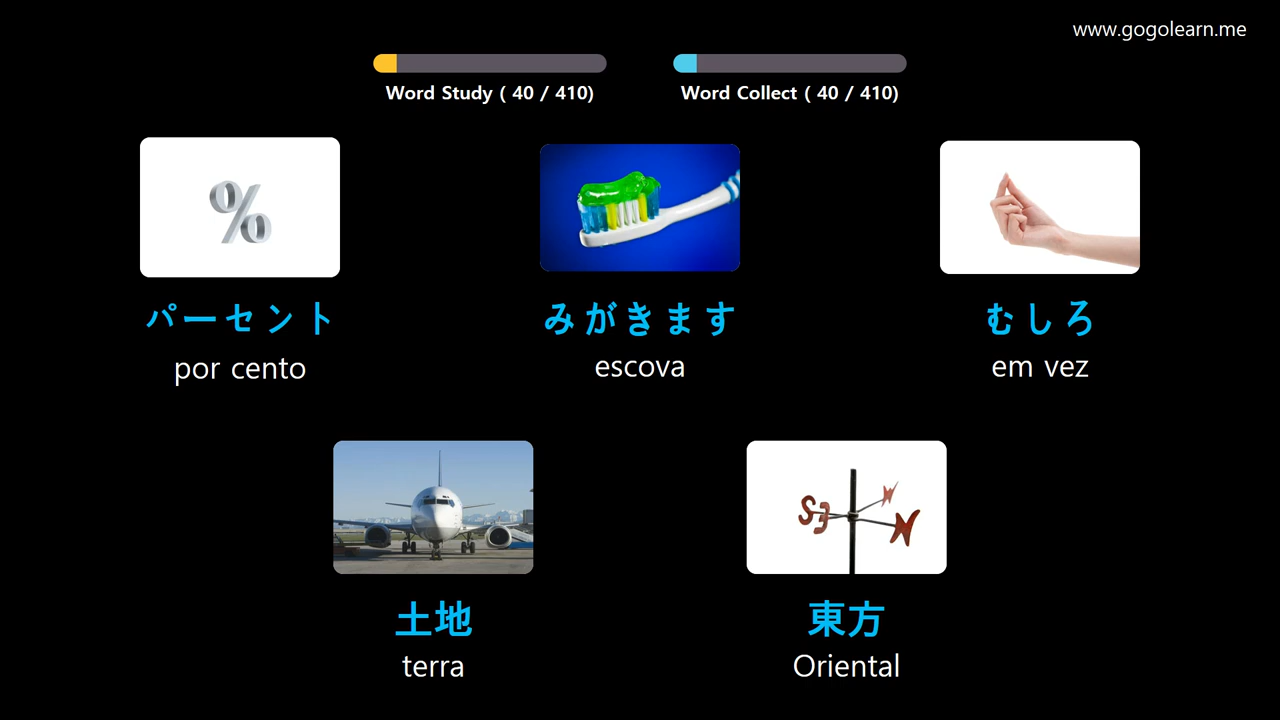 www.gogolearn.me
Word Study ( 40 / 410)
Word Collect ( 40 / 410)
%
パーセント
por cento
みがきます
escova
むしろ
em vez
土地
terra
S
E
N
東方
Oriental